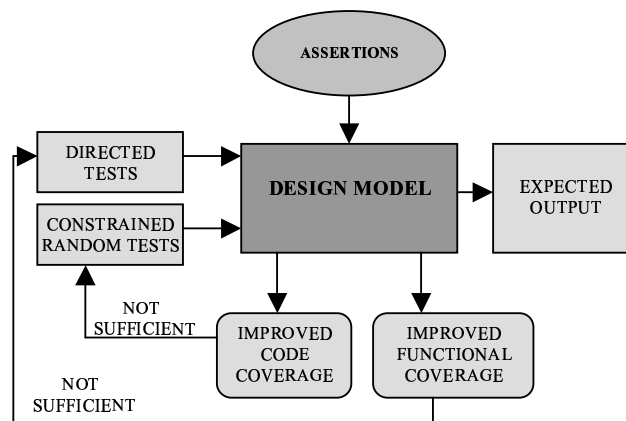 ASSERTIONS
DIRECTED
TESTS
DESIGN MODEL
EXPECTED
OUTPUT
CONSTRAINED
RANDOM TESTS
NOT
SUFFICIENT
IMPROVED
CODE
COVERAGE
IMPROVED
FUNCTIONAL
COVERAGE
NOT
SUFFICIENT